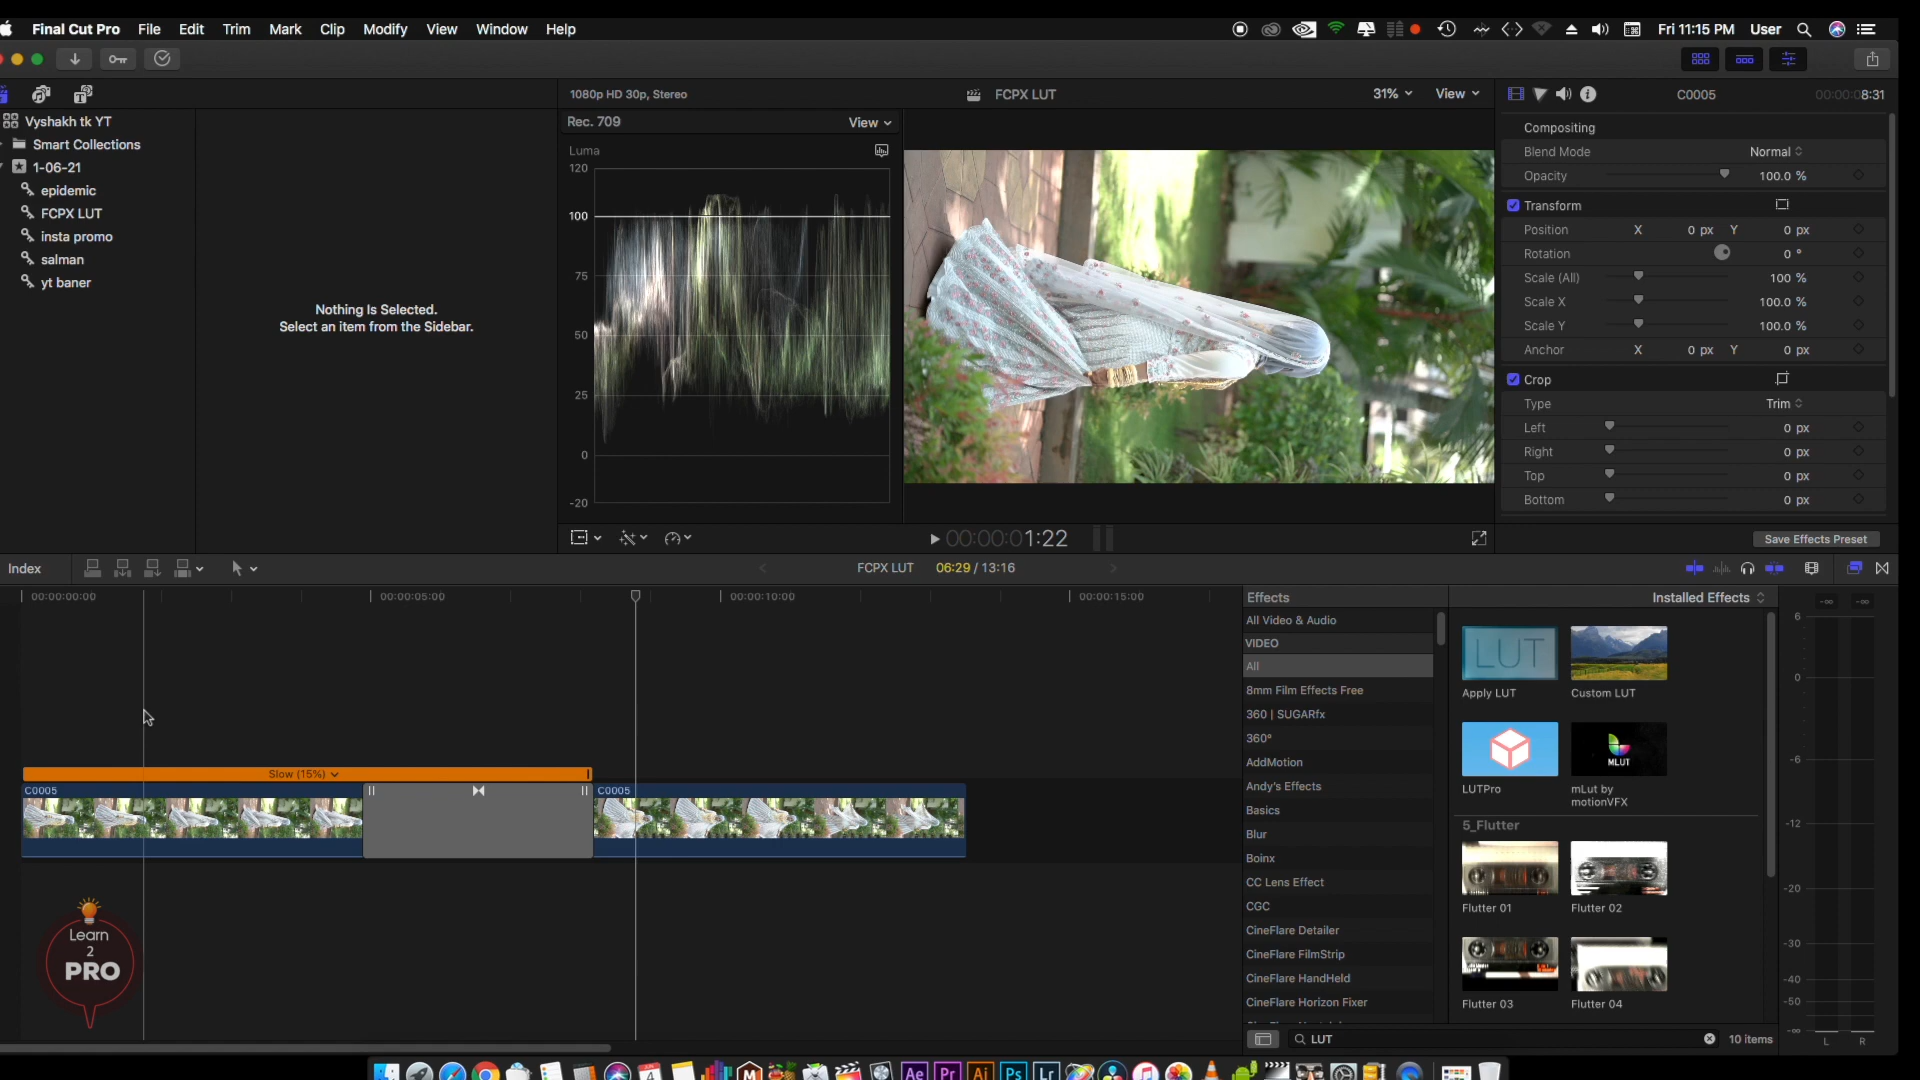 Final Cut Pro File Edit Trim Mark Clip Modify View Window Help
Fri 11:15 PM User
1080p HD 30p, Stereo
FCPX LUT
31% View
C0005
00:00:08:31
Vyshakh tk YT
Smart Collections
1-06-21
epidemic
FCPX LUT
insta promo
salman
yt baner
Nothing Is Selected.
Select an item from the Sidebar.
Rec. 709 View
Luma
120
100
75
50
25
0
-20
00:00:01:22
Compositing
Blend Mode Normal
Opacity 100.0 %
Transform
Position X 0 px Y 0 px
Rotation 0 °
Scale (All) 100 %
Scale X 100.0 %
Scale Y 100.0 %
Anchor X 0 px Y 0 px
Crop
Type Trim
Left 0 px
Right 0 px
Top 0 px
Bottom 0 px
Save Effects Preset
Index
FCPX LUT 06:29 / 13:16
00:00:00:00 00:00:05:00 00:00:10:00 00:00:15:00
Slow (15%)
C0005
C0005
Learn
2
PRO
Effects
Installed Effects
All Video & Audio
VIDEO
All
8mm Film Effects Free
360 | SUGARfx
360°
AddMotion
Andy's Effects
Basics
Blur
Boinx
CC Lens Effect
CGC
CineFlare Detailer
CineFlare FilmStrip
CineFlare HandHeld
CineFlare Horizon Fixer
LUT
Apply LUT
Custom LUT
LUTPro
MLUT
mLut by
motionVFX
5_Flutter
Flutter 01
Flutter 02
Flutter 03
Flutter 04
LUT
10 items
-∞ -∞
6
0
-6
-12
-20
-30
-40
-50
-∞
L R
4 M Ae Pr Ai Ps Lr